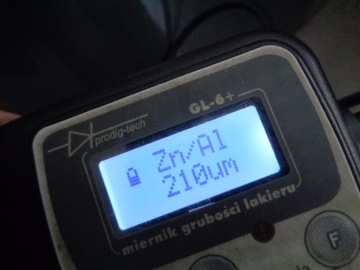 prodig-tech
GL-6+
Zn/Al
210um
miernik grubości lakieru
F